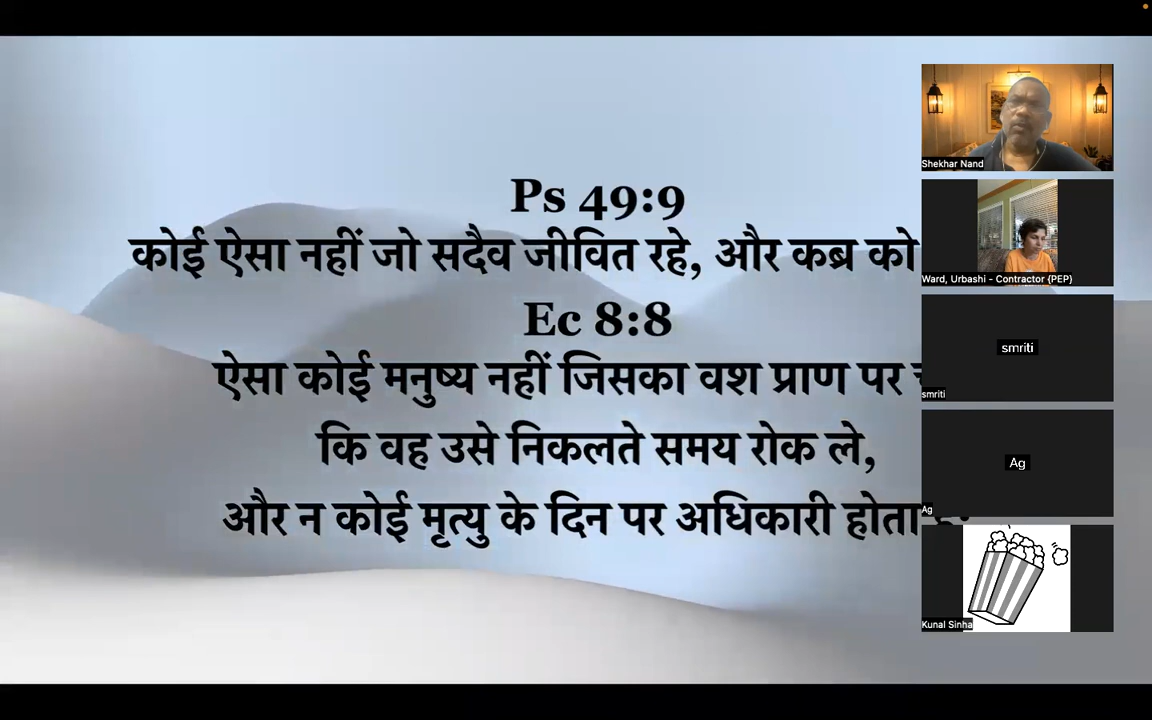 Ps 49:9
कोई ऐसा नहीं जो सदैव जीवित रहे, और कब्र को
Ec 8:8
ऐसा कोई मनुष्य नहीं जिसका वश प्राण पर
कि वह उसे निकलते समय रोक ले,
और न कोई मृत्यु के दिन पर अधिकारी होता
Shekhar Nand
Ward, Urbashi - Contractor {PEP}
smriti
smriti
Ag
Ag
Kunal Sinha